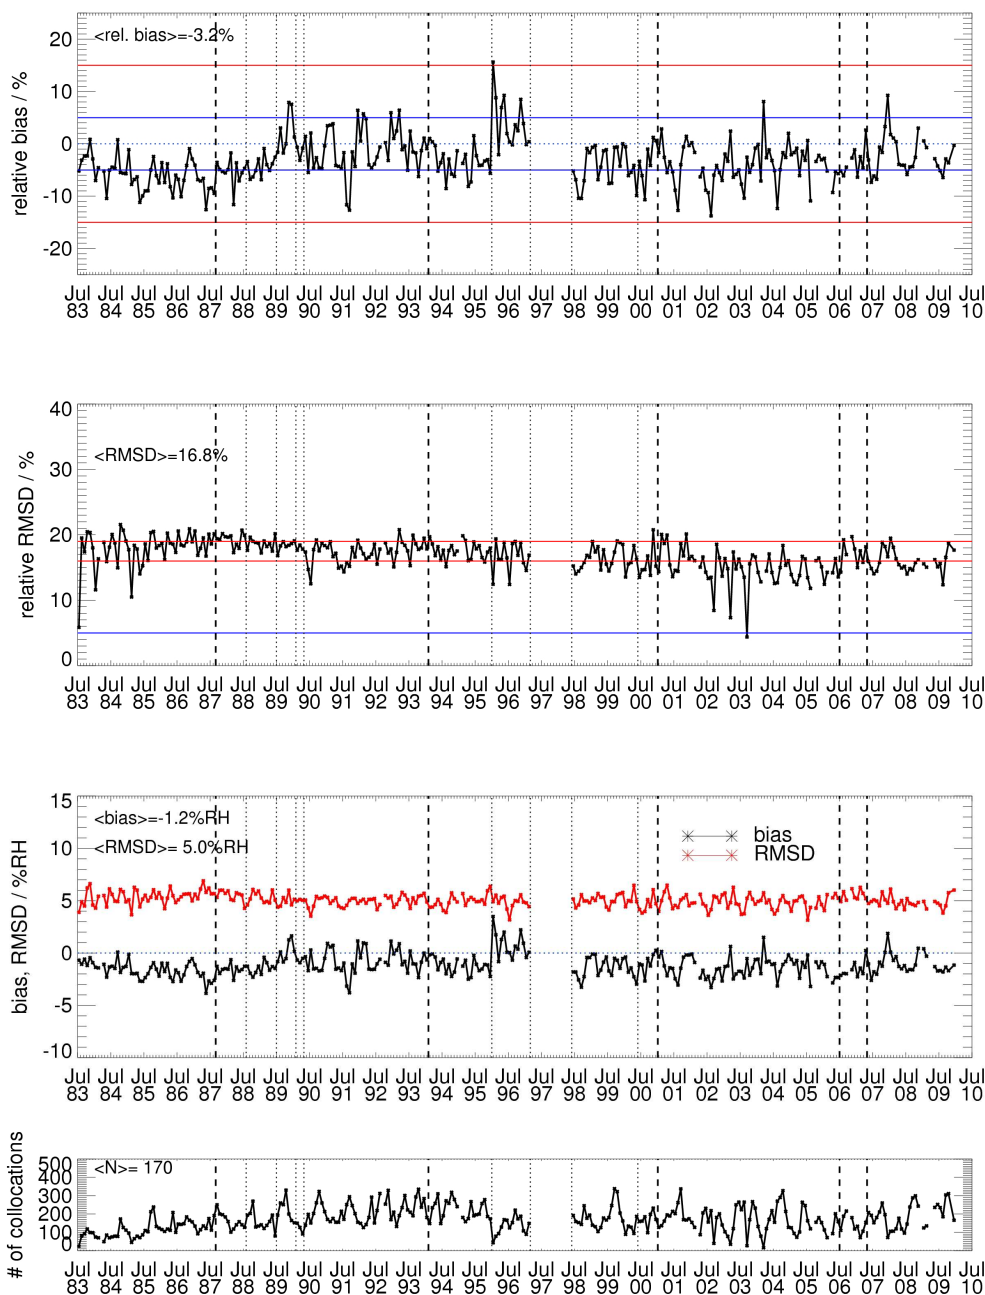 <rel. bias>=-3.2%
20
10
0
-10
-20
relative bias / %
Jul Jul Jul Jul Jul Jul Jul Jul Jul Jul Jul Jul Jul Jul Jul Jul Jul Jul Jul Jul Jul Jul Jul Jul Jul Jul Jul Jul
83 84 85 86 87 88 89 90 91 92 93 94 95 96 97 98 99 00 01 02 03 04 05 06 07 08 09 10
<RMSD>=16.8%
40
30
20
10
0
relative RMSD / %
Jul Jul Jul Jul Jul Jul Jul Jul Jul Jul Jul Jul Jul Jul Jul Jul Jul Jul Jul Jul Jul Jul Jul Jul Jul Jul Jul Jul
83 84 85 86 87 88 89 90 91 92 93 94 95 96 97 98 99 00 01 02 03 04 05 06 07 08 09 10
<bias>=-1.2%RH
<RMSD>= 5.0%RH
bias
RMSD
15
10
5
0
-5
-10
bias, RMSD / %RH
Jul Jul Jul Jul Jul Jul Jul Jul Jul Jul Jul Jul Jul Jul Jul Jul Jul Jul Jul Jul Jul Jul Jul Jul Jul Jul Jul Jul
83 84 85 86 87 88 89 90 91 92 93 94 95 96 97 98 99 00 01 02 03 04 05 06 07 08 09 10
<N>= 170
500
400
300
200
100
0
# of collocations
Jul Jul Jul Jul Jul Jul Jul Jul Jul Jul Jul Jul Jul Jul Jul Jul Jul Jul Jul Jul Jul Jul Jul Jul Jul Jul Jul Jul
83 84 85 86 87 88 89 90 91 92 93 94 95 96 97 98 99 00 01 02 03 04 05 06 07 08 09 10